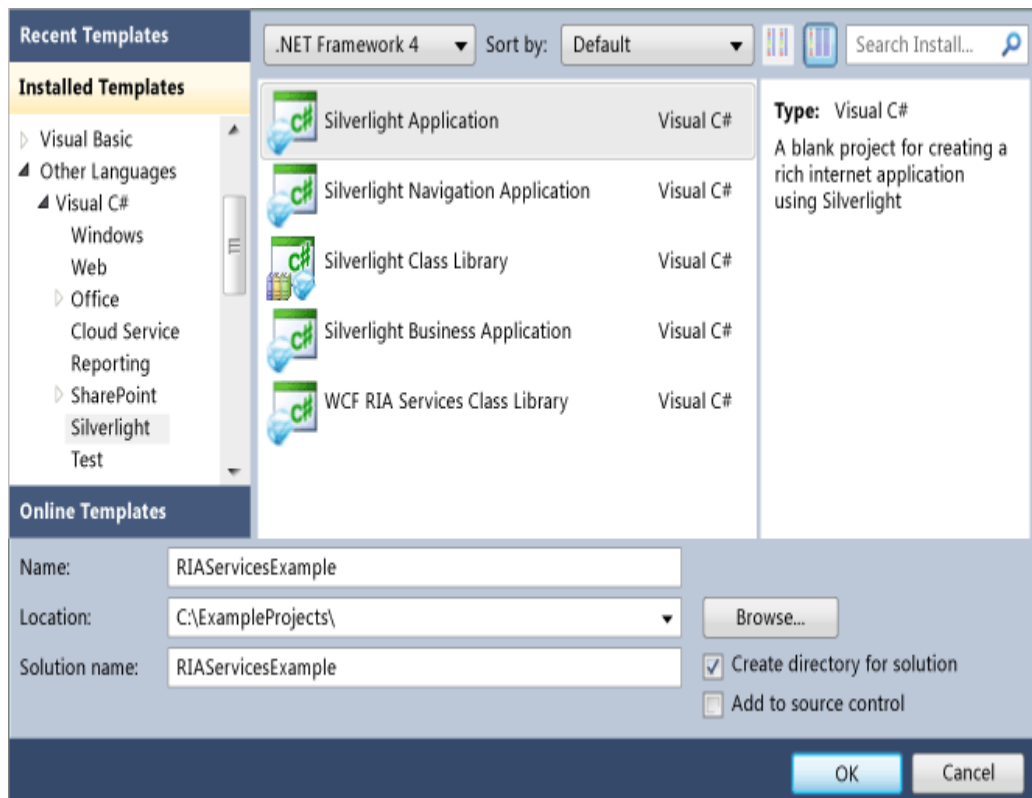 Recent Templates
Installed Templates
Visual Basic
Other Languages
Visual C#
Windows
Web
Office
Cloud Service
Reporting
SharePoint
Silverlight
Test
Online Templates
.NET Framework 4 Sort by: Default Search Install...
Silverlight Application Visual C#
Silverlight Navigation Application Visual C#
Silverlight Class Library Visual C#
Silverlight Business Application Visual C#
WCF RIA Services Class Library Visual C#
Type: Visual C#
A blank project for creating a
rich internet application
using Silverlight
Name: RIAServicesExample
Location: C:\ExampleProjects\ Browse...
Solution name: RIAServicesExample
Create directory for solution
Add to source control
OK Cancel